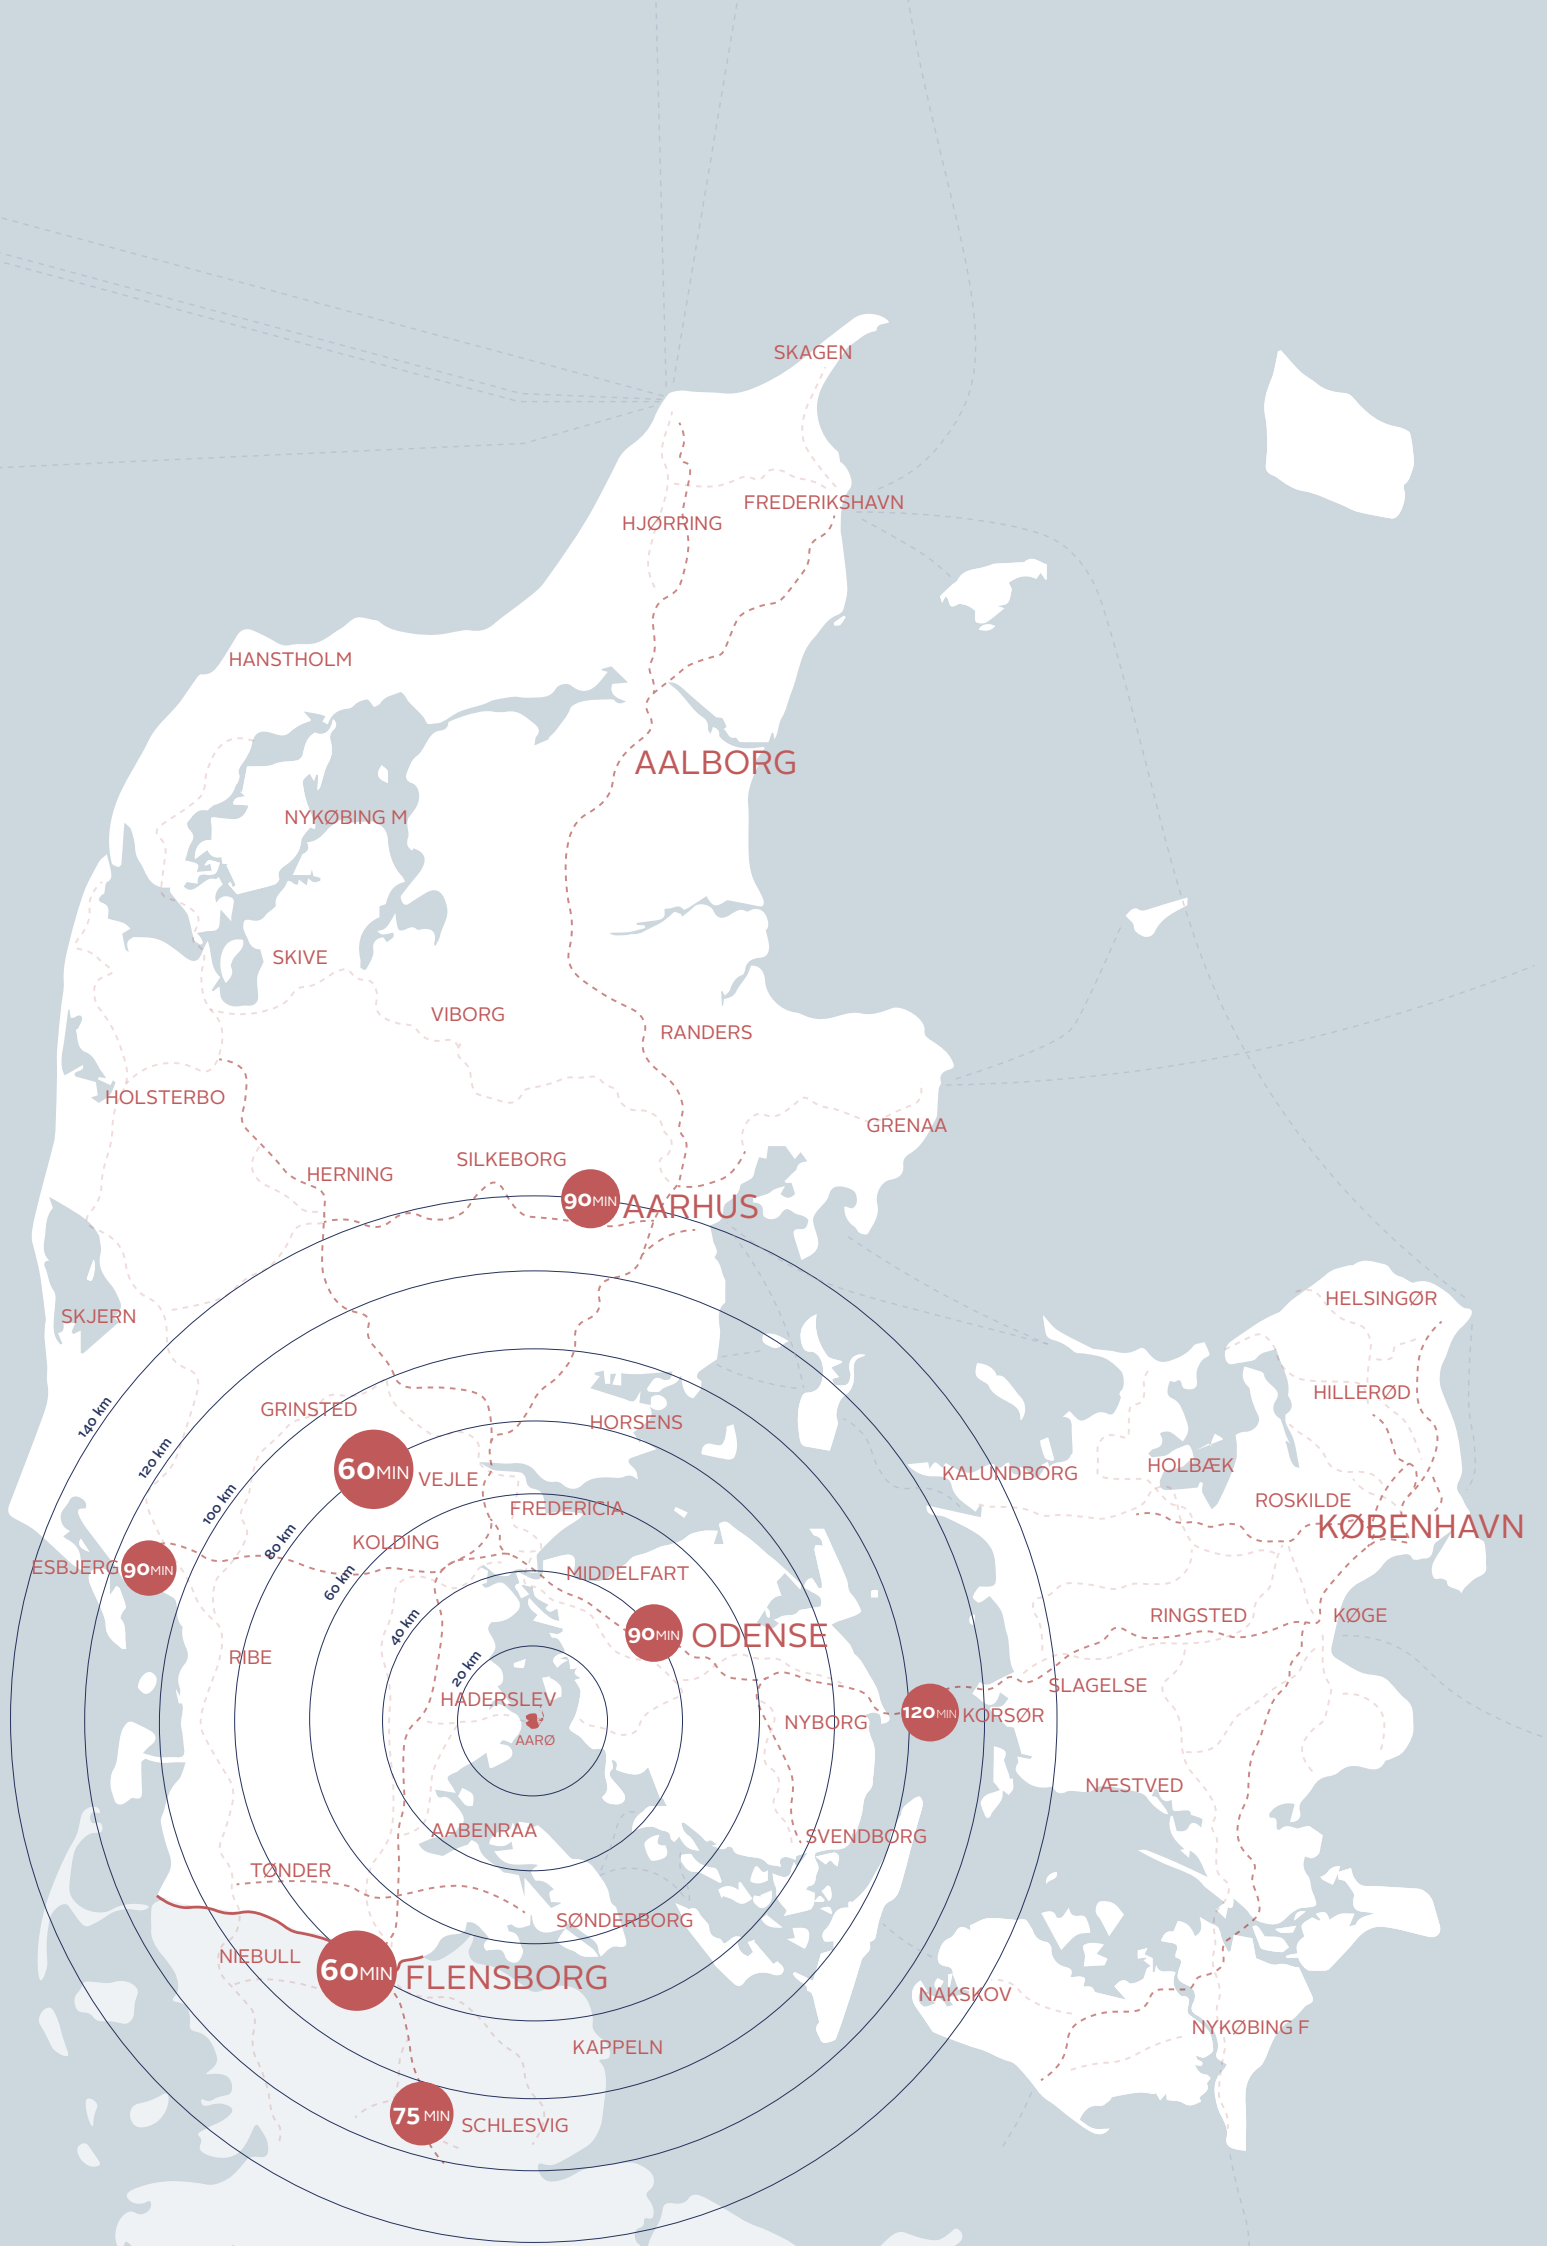 SKAGEN
FREDERIKSHAVN
HJØRRING
HANSTHOLM
AALBORG
NYKØBING M
SKIVE
VIBORG
RANDERS
HOLSTERBO
GRENAA
SILKEBORG
HERNING
90MIN
AARHUS
HELSINGØR
SKJERN
HILLERØD
GRINSTED
140 km
HORSENS
120 km
60MIN
VEJLE
KALUNDBORG
HOLBÆK
100 km
ROSKILDE
FREDERICIA
KØBENHAVN
80 km
KOLDING
ESBJERG
90MIN
MIDDELFART
60 km
40 km
RINGSTED
KØGE
90MIN
ODENSE
RIBE
20 km
SLAGELSE
HADERSLEV
120MIN
KORSØR
NYBORG
AARØ
NÆSTVED
AABENRAA
SVENDBORG
TØNDER
SØNDERBORG
NIEBULL
60MIN
FLENSBORG
NAKSKOV
NYKØBING F
KAPPELN
75 MIN
SCHLESVIG